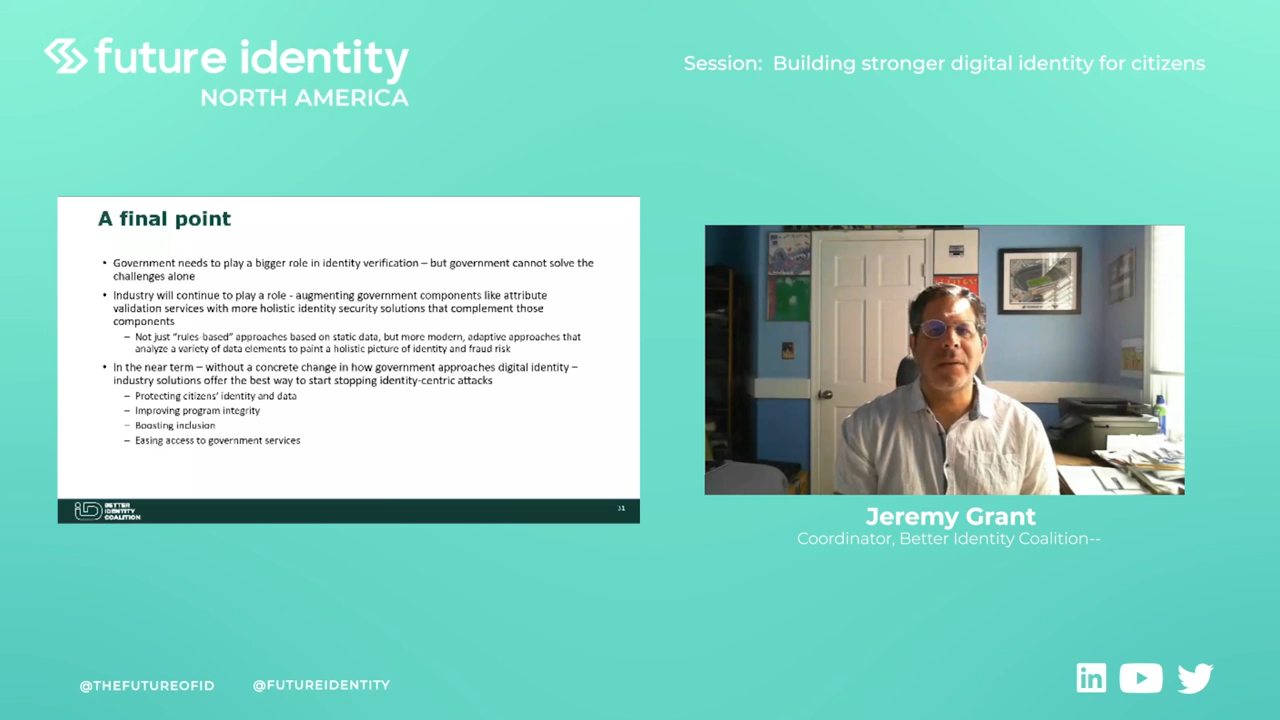 future identity
NORTH AMERICA
Session: Building stronger digital identity for citizens
A final point
• Government needs to play a bigger role in identity verification – but government cannot solve the
challenges alone
• Industry will continue to play a role - augmenting government components like attribute
validation services with more holistic identity security solutions that complement those
components
– Not just “rules-based” approaches based on static data, but more modern, adaptive approaches that
analyze a variety of data elements to paint a holistic picture of identity and fraud risk
• In the near term – without a concrete change in how government approaches digital identity –
industry solutions offer the best way to start stopping identity-centric attacks
– Protecting citizens’ identity and data
– Improving program integrity
– Boosting inclusion
– Easing access to government services
BETTER
IDENTITY
COALITION
31
Jeremy Grant
Coordinator, Better Identity Coalition--
@THEFUTUREOFID
@FUTUREIDENTITY
in